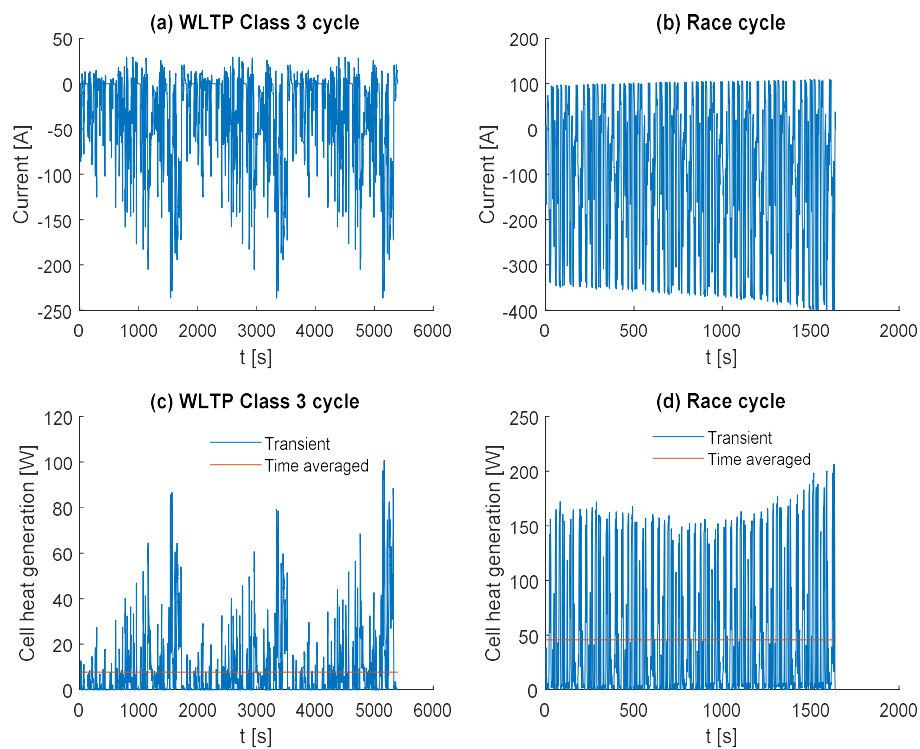 (a) WLTP Class 3 cycle
50
0
-50
-100
-150
-200
-250
Current [A]
0 1000 2000 3000 4000 5000 6000
t [s]
(b) Race cycle
200
100
0
-100
-200
-300
-400
Current [A]
0 500 1000 1500 2000
t [s]
(c) WLTP Class 3 cycle
120
100
80
60
40
20
0
Cell heat generation [W]
Transient
Time averaged
0 1000 2000 3000 4000 5000 6000
t [s]
(d) Race cycle
250
200
150
100
50
0
Cell heat generation [W]
Transient
Time averaged
0 500 1000 1500 2000
t [s]